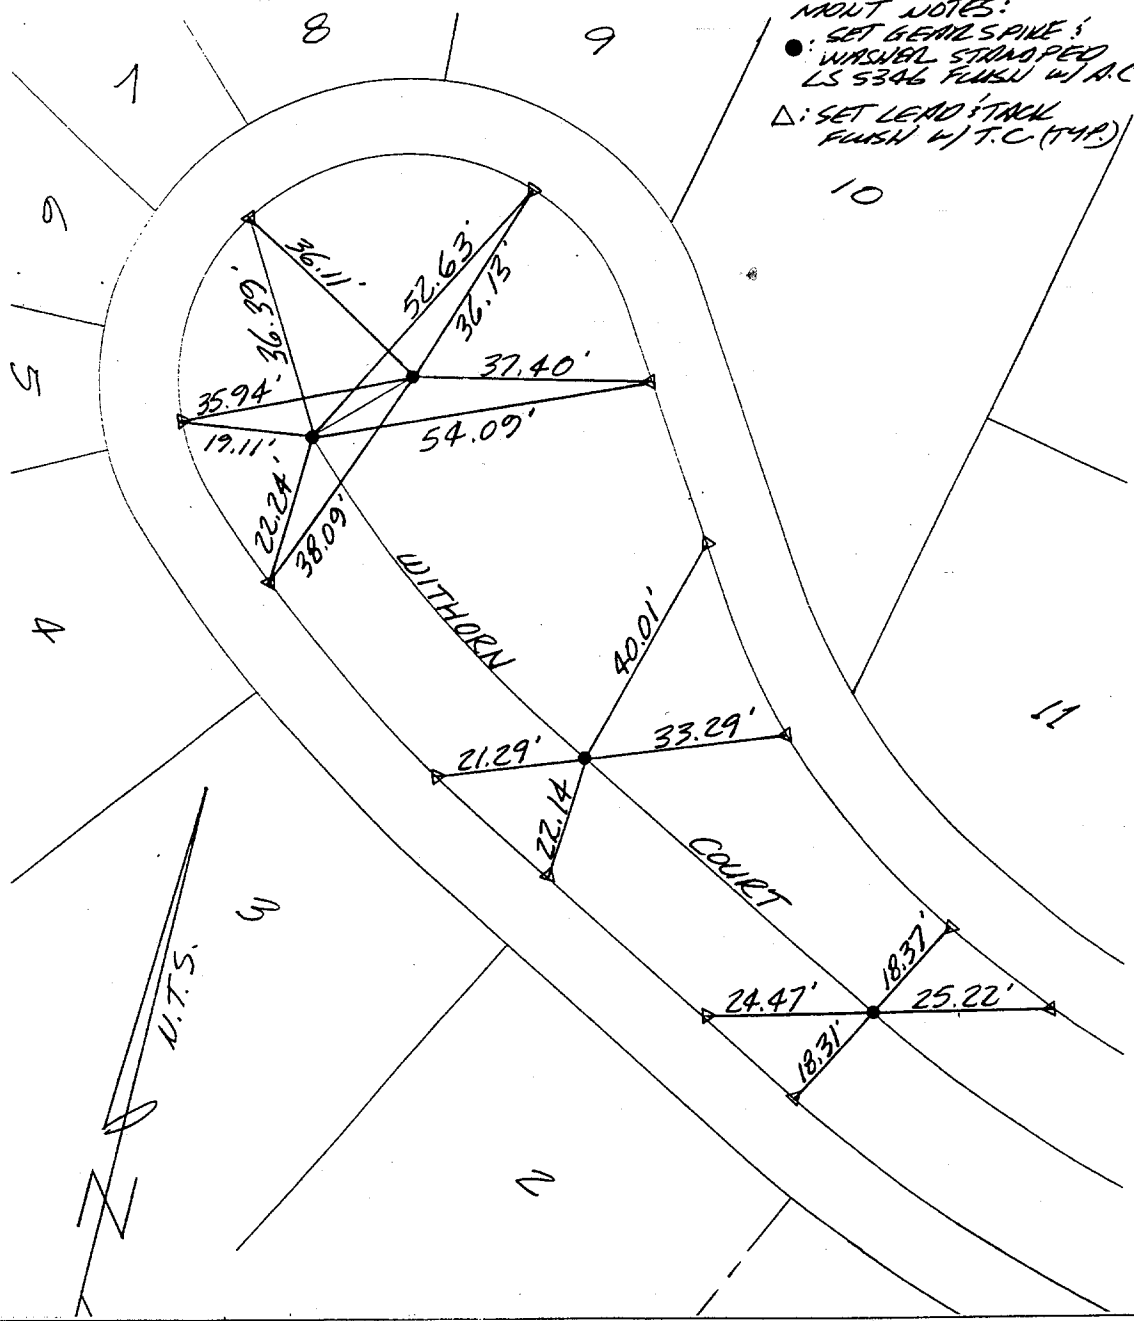 MONT NOTES:
●: SET GEAR SPIKE &
WASHER STAMPED
LS 5346 FLUSH W/ A.C
△: SET LEAD & TACK
FLUSH W/ T.C. (TYP.)
8
9
7
10
6
5
4
11
3
2
36.11'
52.63'
36.13'
36.39'
37.40'
35.94'
19.11'
54.09'
22.24'
38.09'
WITHORN
40.01'
21.29'
33.29'
22.14
COURT
18.37'
24.47'
25.22'
18.31'
N.T.S.
N